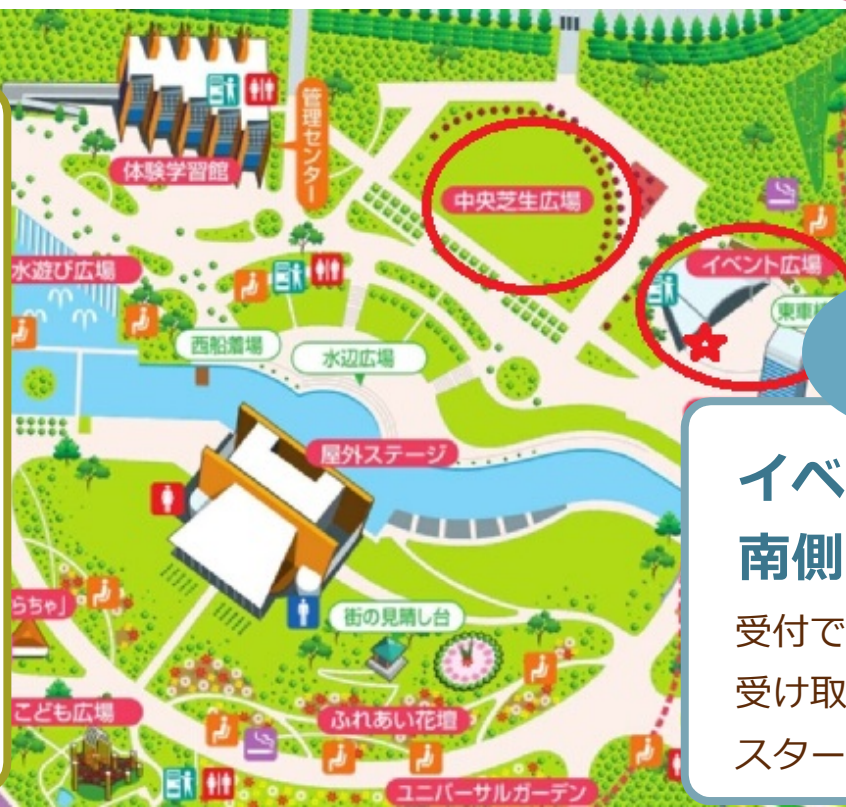 体験学習館
管理センター
中央芝生広場
イベント広場
水遊び広場
西船着場
水辺広場
屋外ステージ
イベ
南側
受付で
受け取
スター
らちゃ」
街の見晴し台
こども広場
ふれあい花壇
ユニバーサルガーデン